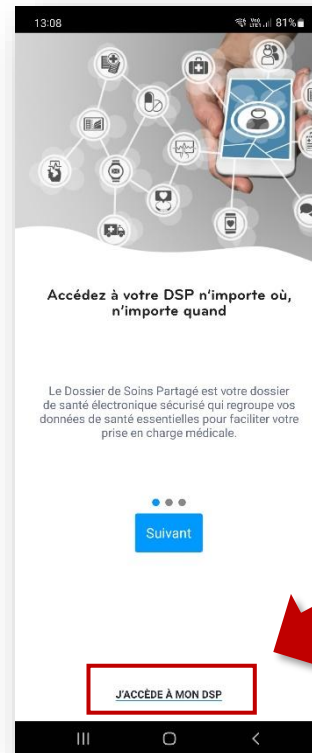 13:08 81%
Accédez à votre DSP n'importe où,
n'importe quand
Le Dossier de Soins Partagé est votre dossier
de santé électronique sécurisé qui regroupe vos
données de santé essentielles pour faciliter votre
prise en charge médicale.
Suivant
J'ACCÈDE À MON DSP